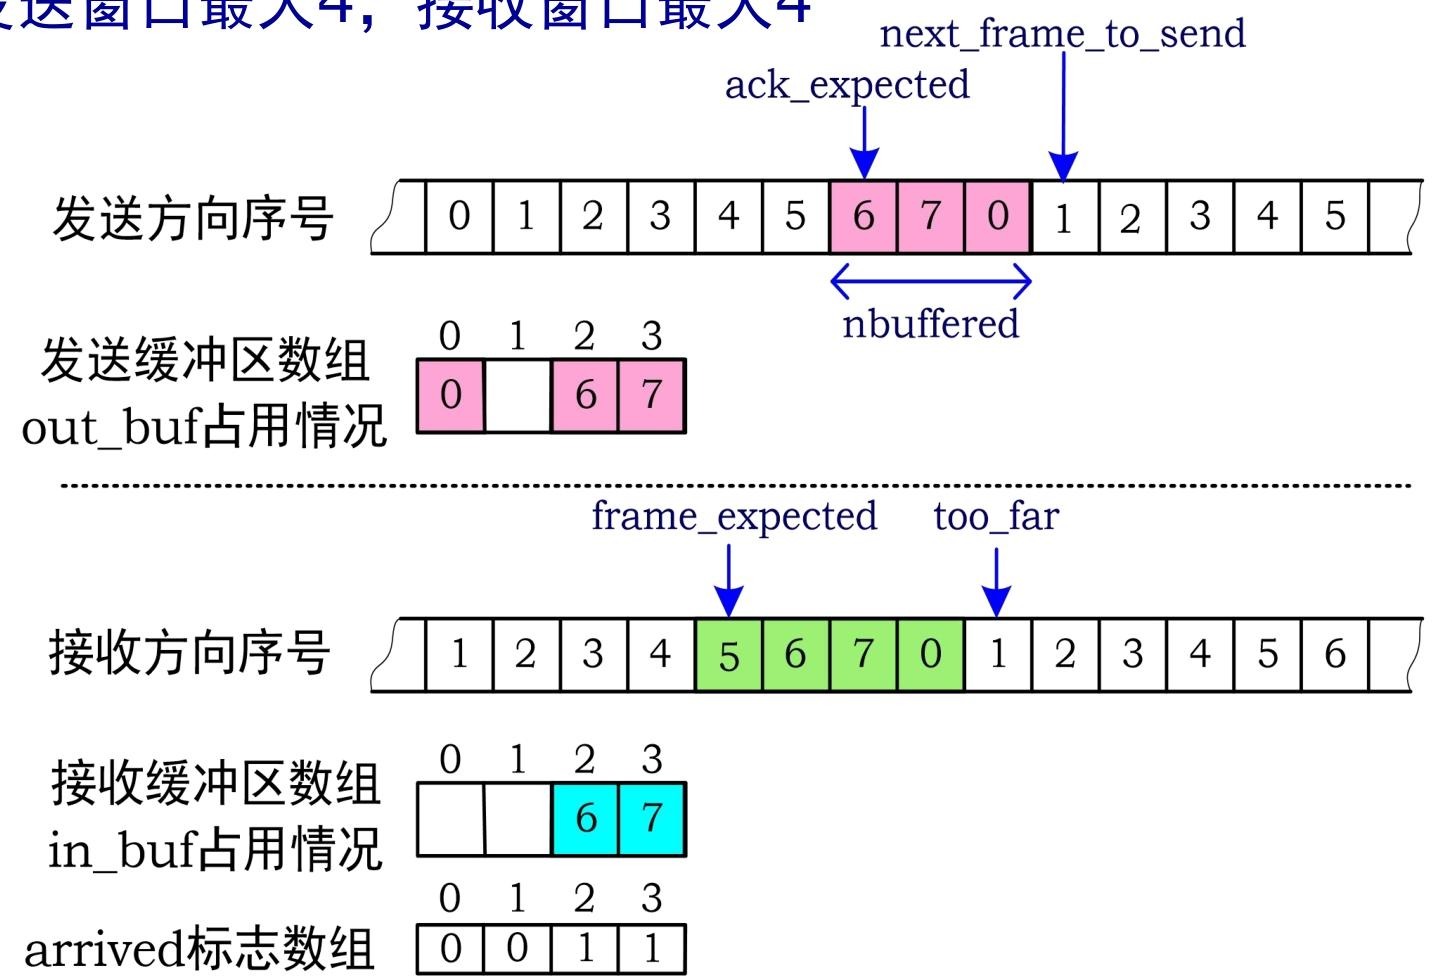 发送窗口最大4，接收窗口最大4
next_frame_to_send
ack_expected
发送方向序号 0 1 2 3 4 5 6 7 0 1 2 3 4 5
nbuffered
0 1 2 3
发送缓冲区数组
0 6 7
out_buf占用情况
frame_expected too_far
接收方向序号 1 2 3 4 5 6 7 0 1 2 3 4 5 6
0 1 2 3
接收缓冲区数组
6 7
in_buf占用情况
0 1 2 3
arrived标志数组 0 0 1 1